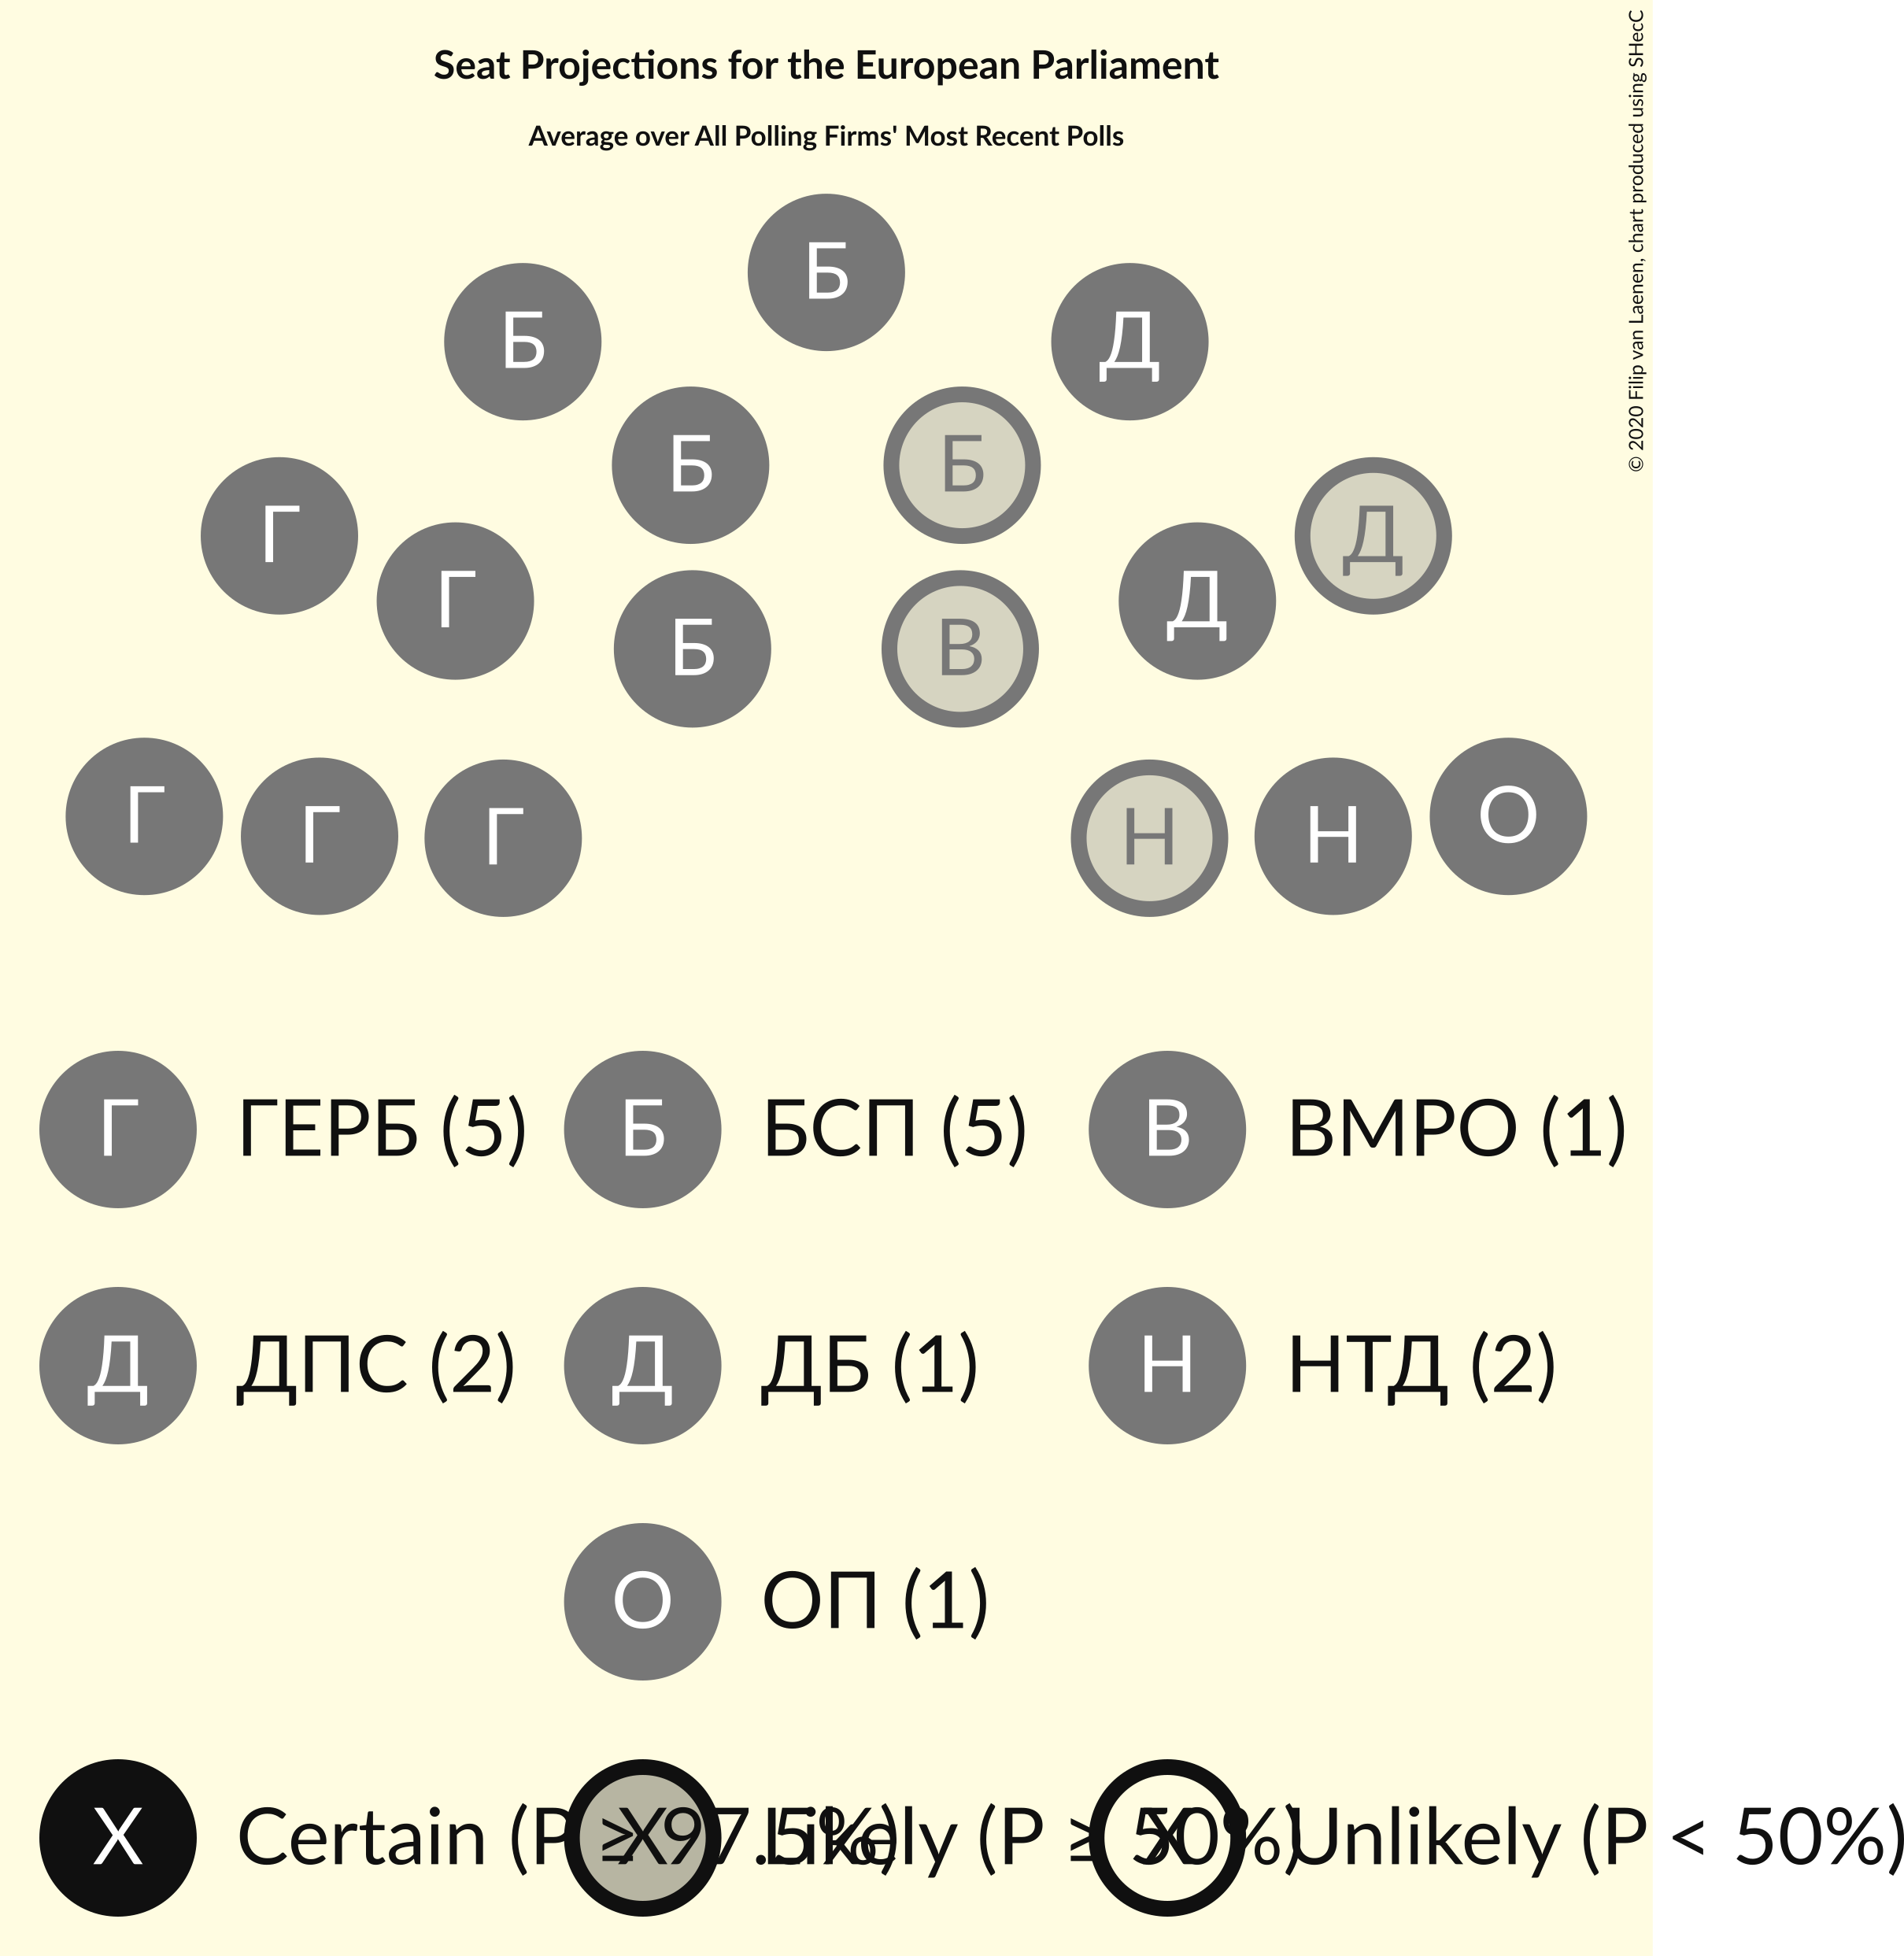 Seat Projections for the European Parliament
Average over All Polling Firms' Most Recent Polls
© 2020 Filip van Laenen, chart produced using SHecC
Б
Б Д
Б Б
Г Д
Г Д
Б В
Г О
Г Н
Г Н
Г ГЕРБ (5) Б БСП (5) В ВМРО (1)
Д ДПС (2) Д ДБ (1) Н НТД (2)
О ОП (1)
X Certain (P ≥ 97.5%) X Likely (P ≥ 50%) X Unlikely (P < 50%)